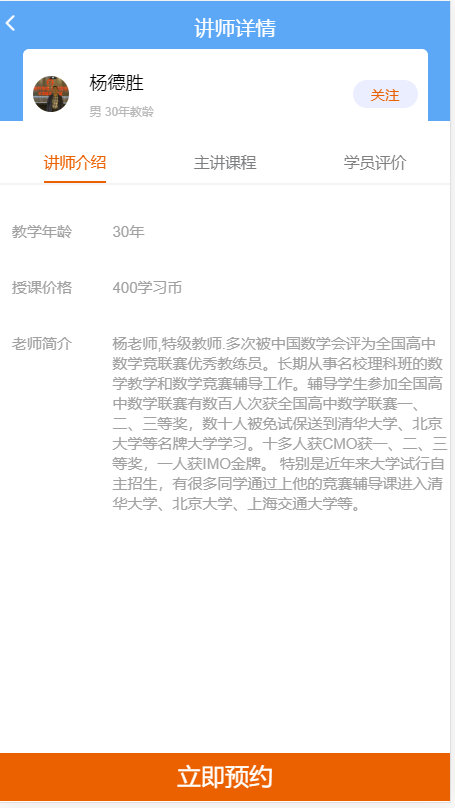 讲师详情
杨德胜
男 30年教龄
关注
讲师介绍 主讲课程 学员评价
教学年龄 30年
授课价格 400学习币
老师简介 杨老师,特级教师.多次被中国数学会评为全国高中
数学竞联赛优秀教练员。长期从事名校理科班的数
学教学和数学竞赛辅导工作。辅导学生参加全国高
中数学联赛有数百人次获全国高中数学联赛一、
二、三等奖，数十人被免试保送到清华大学、北京
大学等名牌大学学习。十多人获CMO获一、二、三
等奖，一人获IMO金牌。 特别是近年来大学试行自
主招生，有很多同学通过上他的竞赛辅导课进入清
华大学、北京大学、上海交通大学等。
立即预约